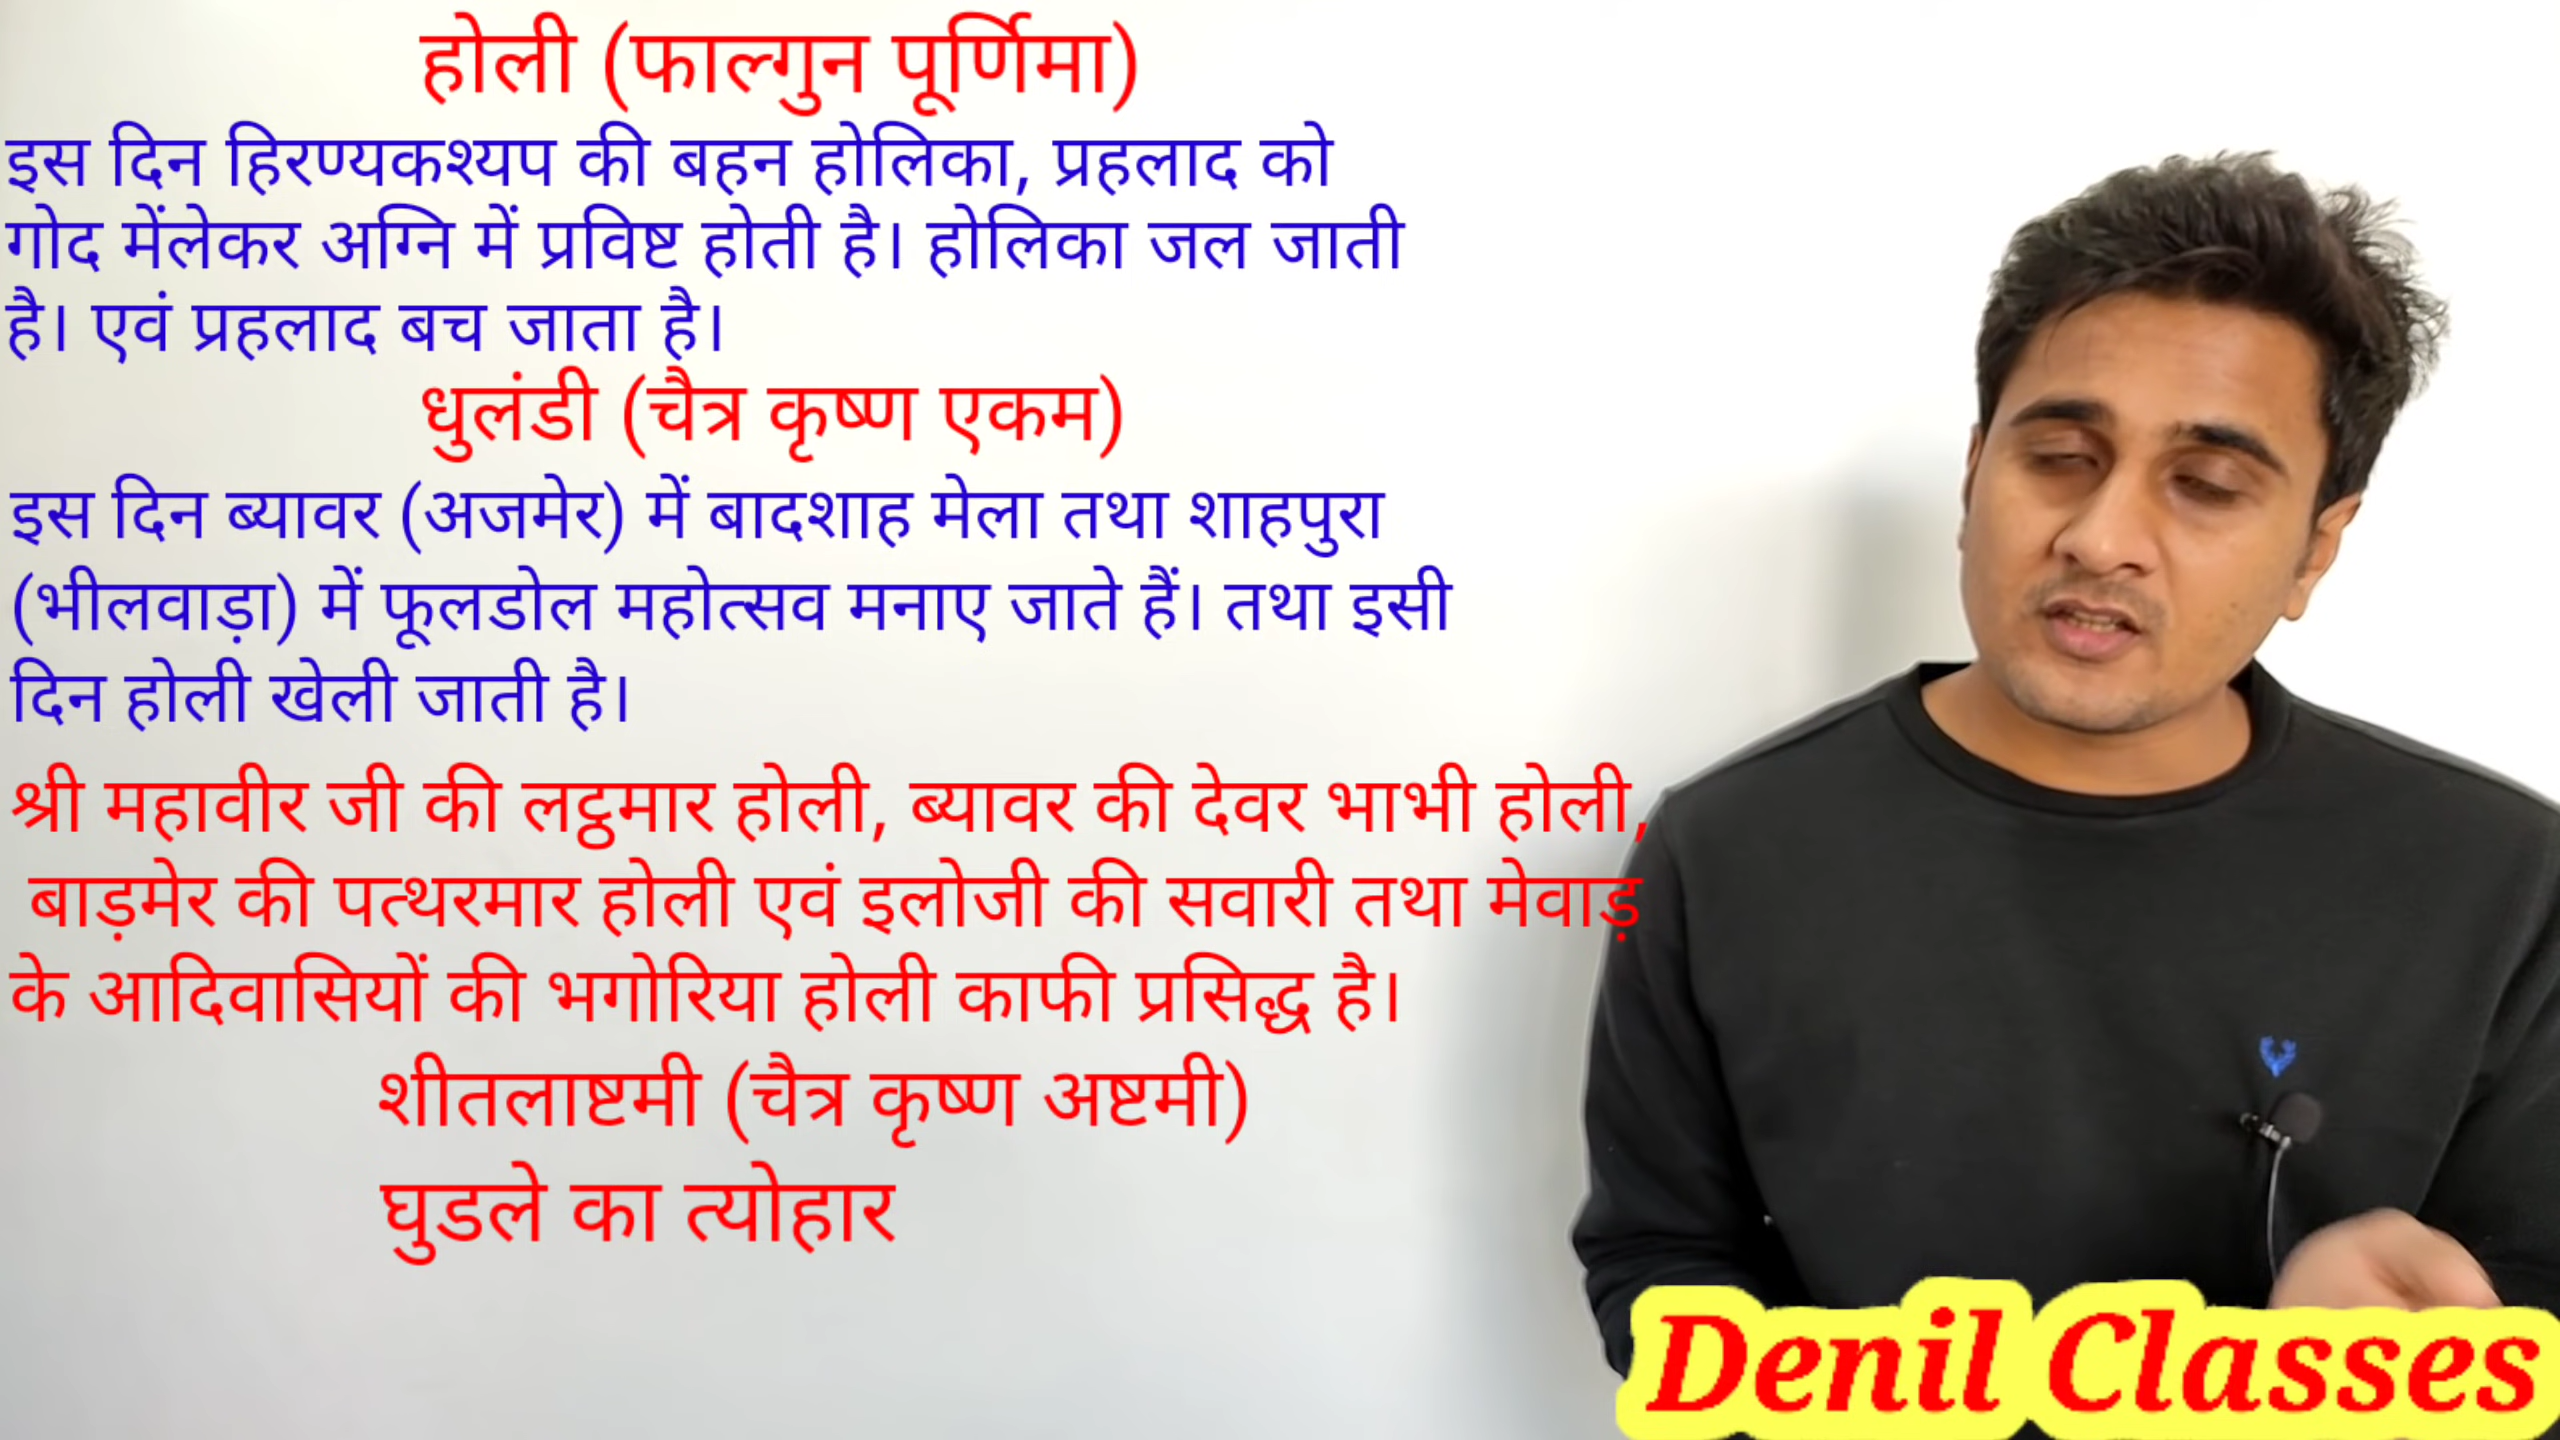 होली (फाल्गुन पूर्णिमा)
इस दिन हिरण्यकश्यप की बहन होलिका, प्रहलाद को
गोद मेंलेकर अग्नि में प्रविष्ट होती है। होलिका जल जाती
है। एवं प्रहलाद बच जाता है।
धुलंडी (चैत्र कृष्ण एकम)
इस दिन ब्यावर (अजमेर) में बादशाह मेला तथा शाहपुरा
(भीलवाड़ा) में फूलडोल महोत्सव मनाए जाते हैं। तथा इसी
दिन होली खेली जाती है।
श्री महावीर जी की लट्ठमार होली, ब्यावर की देवर भाभी होली,
बाड़मेर की पत्थरमार होली एवं इलोजी की सवारी तथा मेवाड़
के आदिवासियों की भगोरिया होली काफी प्रसिद्ध है।
शीतलाष्टमी (चैत्र कृष्ण अष्टमी)
घुडले का त्योहार
Denil Classes